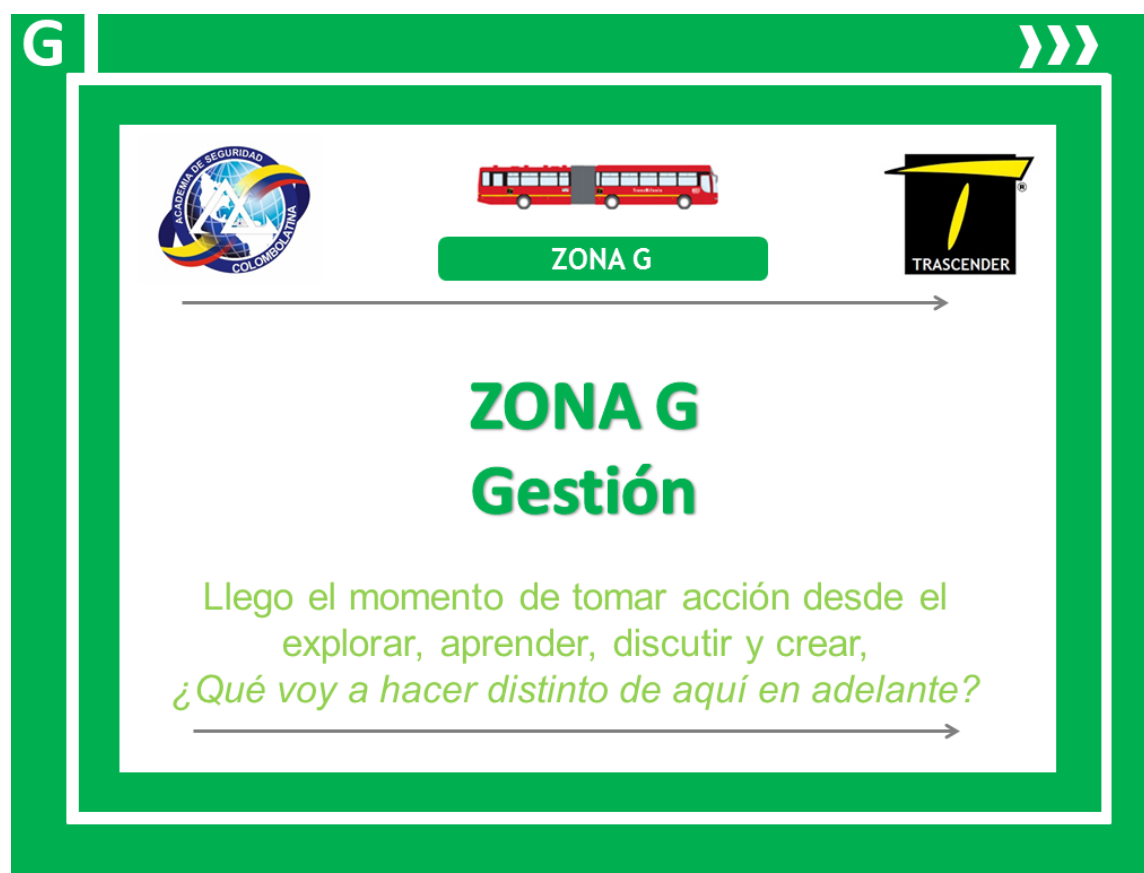 G
ACADEMIA DE SEGURIDAD
COLOMBOLATINA
TransMilenio
ZONA G
®
TRASCENDER
ZONA G
Gestión
Llego el momento de tomar acción desde el
explorar, aprender, discutir y crear,
¿Qué voy a hacer distinto de aquí en adelante?